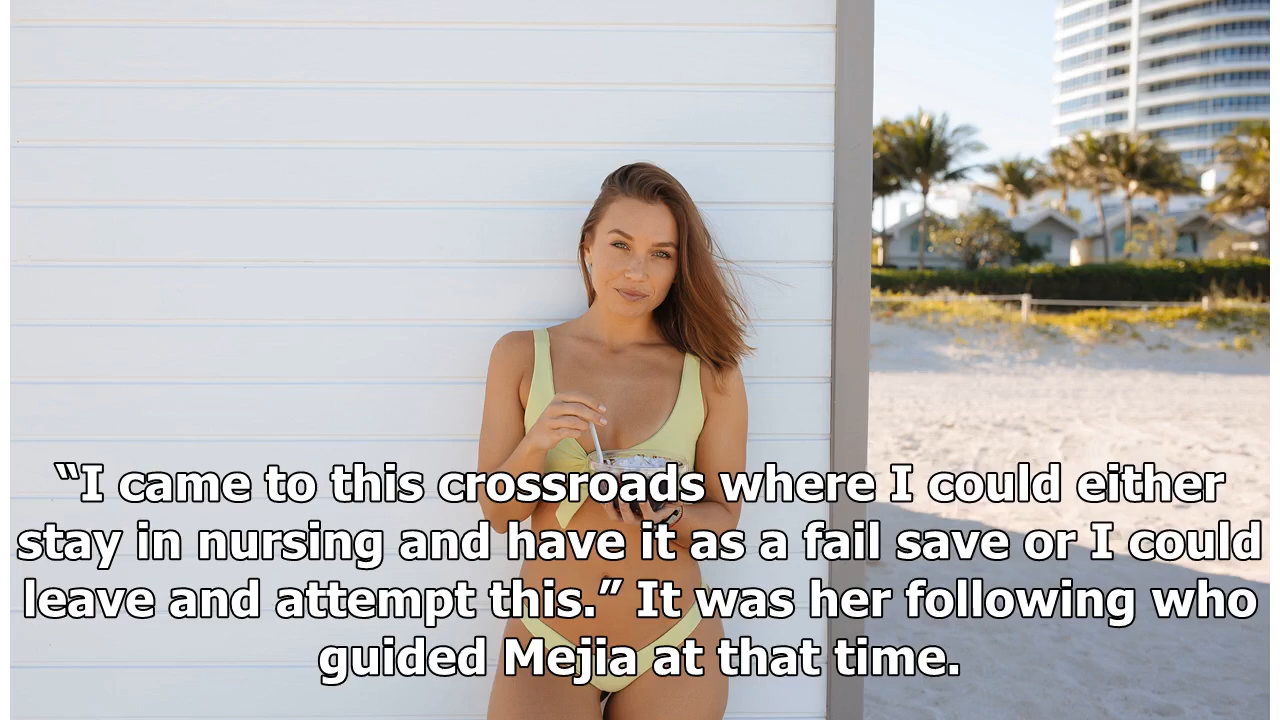 “I came to this crossroads where I could either
stay in nursing and have it as a fail save or I could
leave and attempt this.” It was her following who
guided Mejia at that time.